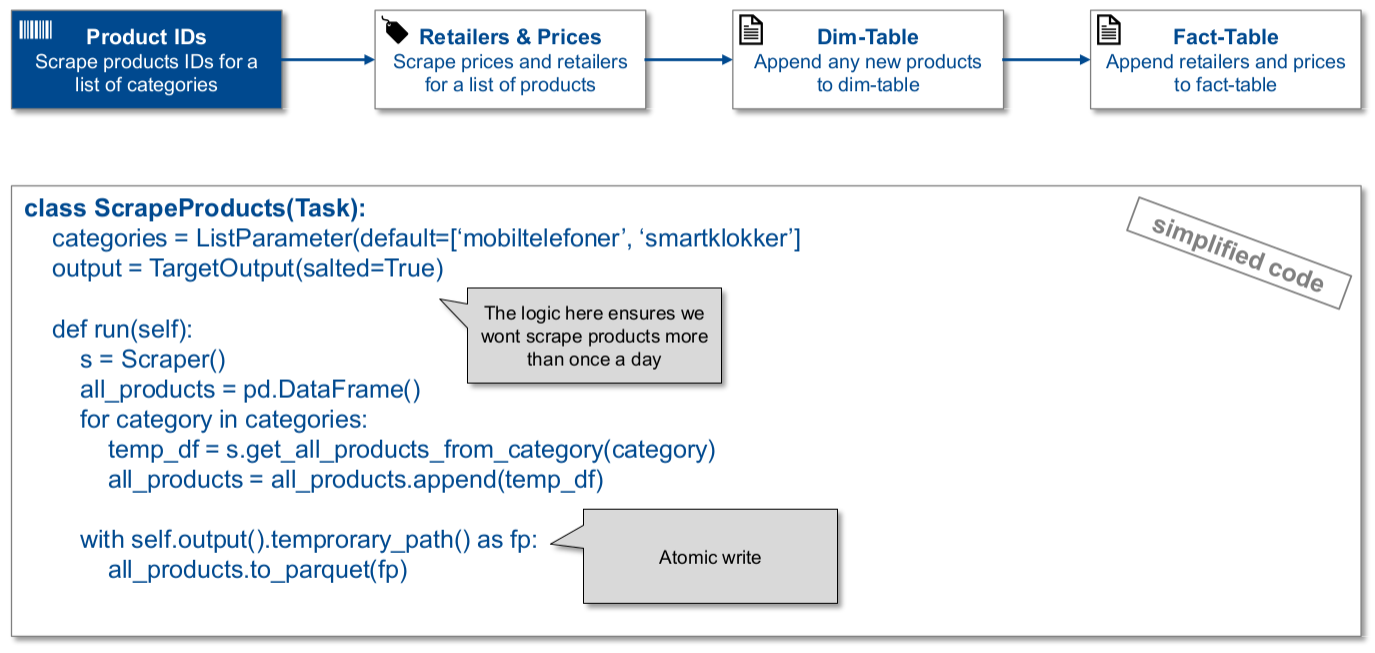 Product IDs
Scrape products IDs for a
list of categories
Retailers & Prices
Scrape prices and retailers
for a list of products
Dim-Table
Append any new products
to dim-table
Fact-Table
Append retailers and prices
to fact-table
class ScrapeProducts(Task):
categories = ListParameter(default=[‘mobiltelefoner’, ‘smartklokker’]
output = TargetOutput(salted=True)
simplified code
The logic here ensures we
wont scrape products more
than once a day
def run(self):
s = Scraper()
all_products = pd.DataFrame()
for category in categories:
temp_df = s.get_all_products_from_category(category)
all_products = all_products.append(temp_df)
with self.output().temprorary_path() as fp:
all_products.to_parquet(fp)
Atomic write